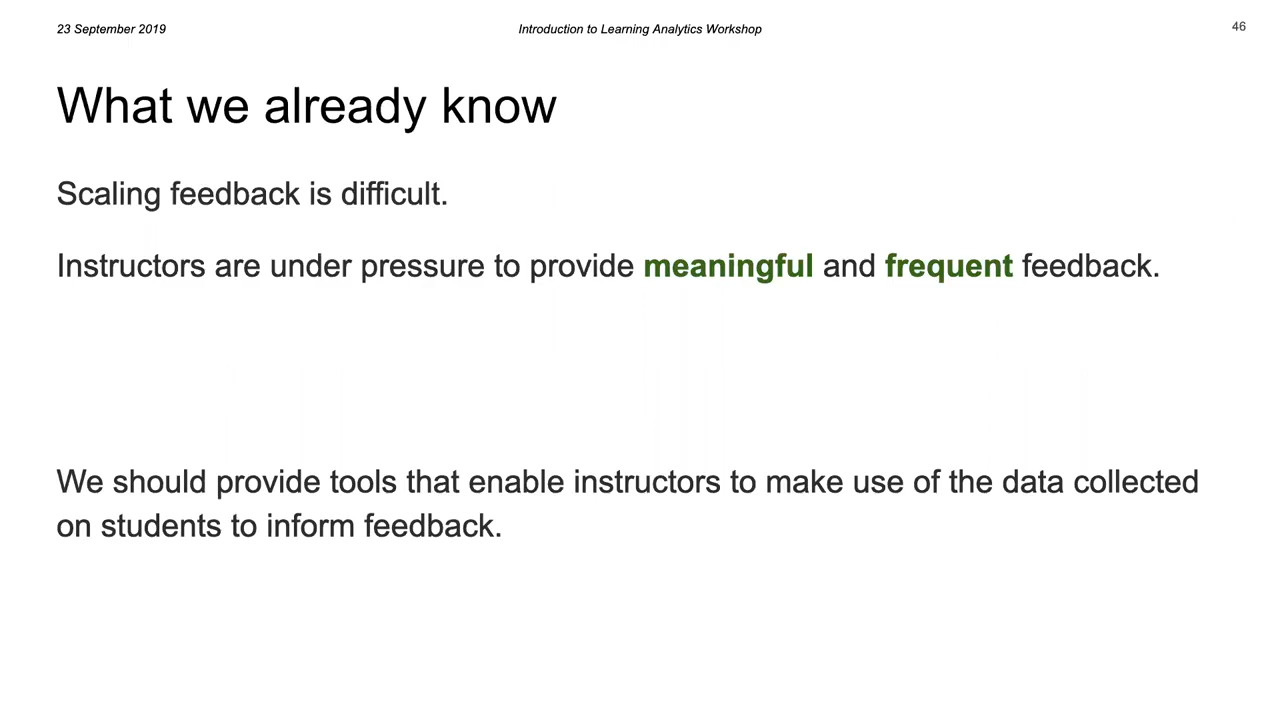 23 September 2019
Introduction to Learning Analytics Workshop
46
What we already know
Scaling feedback is difficult.
Instructors are under pressure to provide meaningful and frequent feedback.
We should provide tools that enable instructors to make use of the data collected
on students to inform feedback.